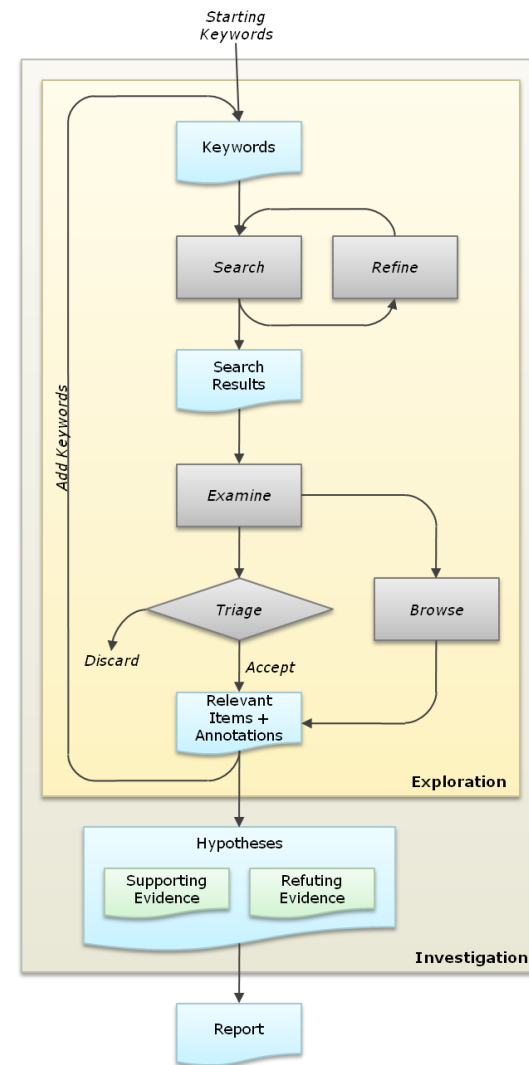 Starting
Keywords
Keywords
Search
Refine
Search
Results
Add Keywords
Examine
Triage
Browse
Discard
Accept
Relevant
Items +
Annotations
Exploration
Hypotheses
Supporting
Evidence
Refuting
Evidence
Investigation
Report